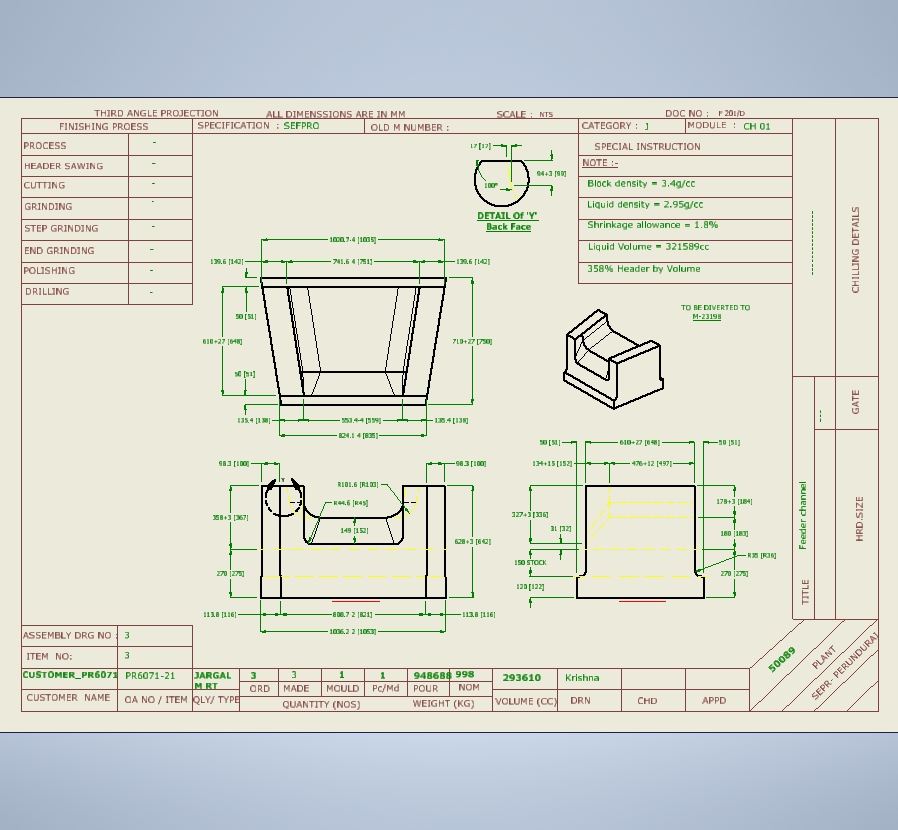 THIRD ANGLE PROJECTION ALL DIMENSSIONS ARE IN MM SCALE : NTS DOC NO : F 201/D
FINISHING PROESS SPECIFICATION : SEFPRO OLD M NUMBER : CATEGORY : J MODULE : CH 01
PROCESS -
HEADER SAWING -
CUTTING -
GRINDING -
STEP GRINDING -
END GRINDING -
POLISHING -
DRILLING -
17 [17]
94+3 [99]
100°
DETAIL Of 'Y'
Back Face
SPECIAL INSTRUCTION
NOTE :-
Block density = 3.4g/cc
Liquid density = 2.95g/cc
Shrinkage allowance = 1.8%
Liquid Volume = 321589cc
358% Header by Volume
CHILLING DETAILS
1020.7-4 [1035]
139.6 [142] 741.6 4 [751] 139.6 [142]
50 [51]
610+27 [648] 710+27 [750]
50 [51]
135.4 [138] 553.4-4 [559] 135.4 [138]
824.1 4 [835]
TO BE DIVERTED TO
M-23198
GATE
HRD.SIZE
Feeder channel
TITLE
98.3 [100] 98.3 [100]
Y
R101.6 [R103]
R44.6 [R45]
358+3 [367] 149 [152] 628+3 [642]
270 [275]
113.8 [116] 808.7 2 [821] 113.8 [116]
1036.2 2 [1053]
50 [51] 610+27 [648] 50 [51]
134+15 [152] 476+12 [497]
327+3 [336] 178+3 [184]
31 [32] 180 [183]
150 STOCK R35 [R36]
120 [122] 270 [275]
ASSEMBLY DRG NO : 3
ITEM NO: 3
CUSTOMER_PR6071 PR6071-21 JARGAL
M RT
3 3 1 1 948688 998 293610 Krishna
ORD MADE MOULD Pc/Md POUR NOM
CUSTOMER NAME OA NO / ITEM QLY/TYPE QUANTITY (NOS) WEIGHT (KG) VOLUME (CC) DRN CHD APPD
50089
PLANT
SEPR- PERUNDURAI